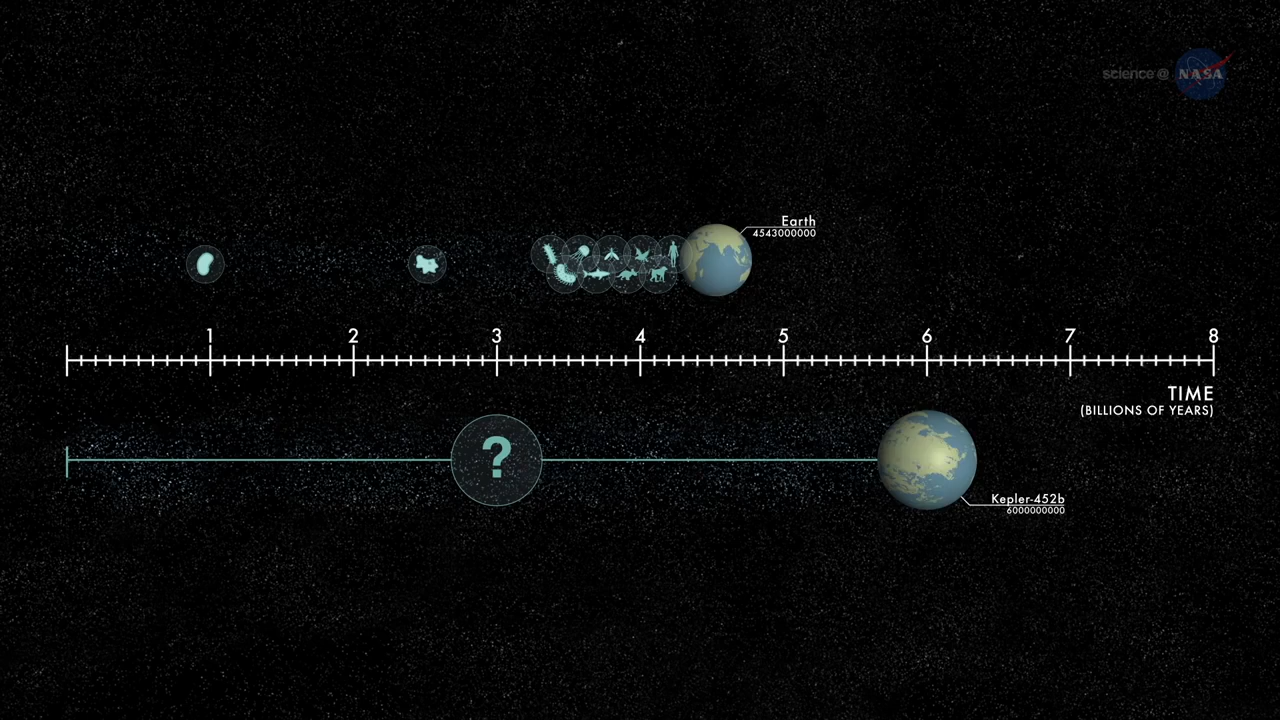 science@ NASA
Earth
4543000000
1 2 3 4 5 6 7 8
TIME
(BILLIONS OF YEARS)
?
Kepler-452b
6000000000